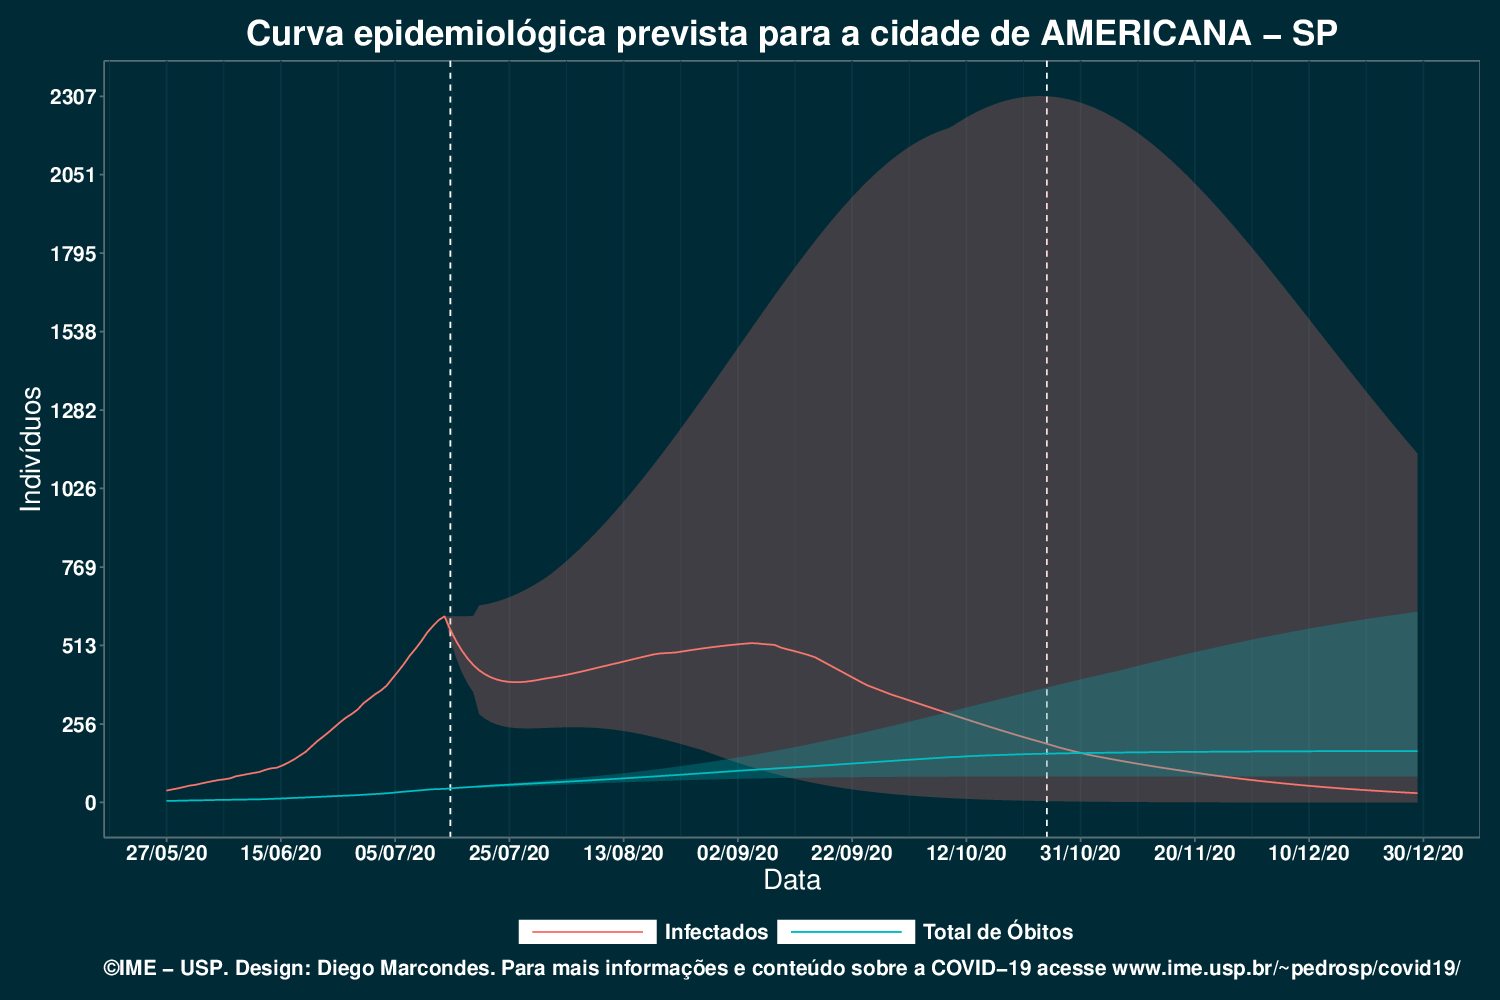 Curva epidemiológica prevista para a cidade de AMERICANA – SP
Indivíduos
2307
2051
1795
1538
1282
1026
769
513
256
0
27/05/20 15/06/20 05/07/20 25/07/20 13/08/20 02/09/20 22/09/20 12/10/20 31/10/20 20/11/20 10/12/20 30/12/20
Data
Infectados Total de Óbitos
©IME – USP. Design: Diego Marcondes. Para mais informações e conteúdo sobre a COVID–19 acesse www.ime.usp.br/~pedrosp/covid19/